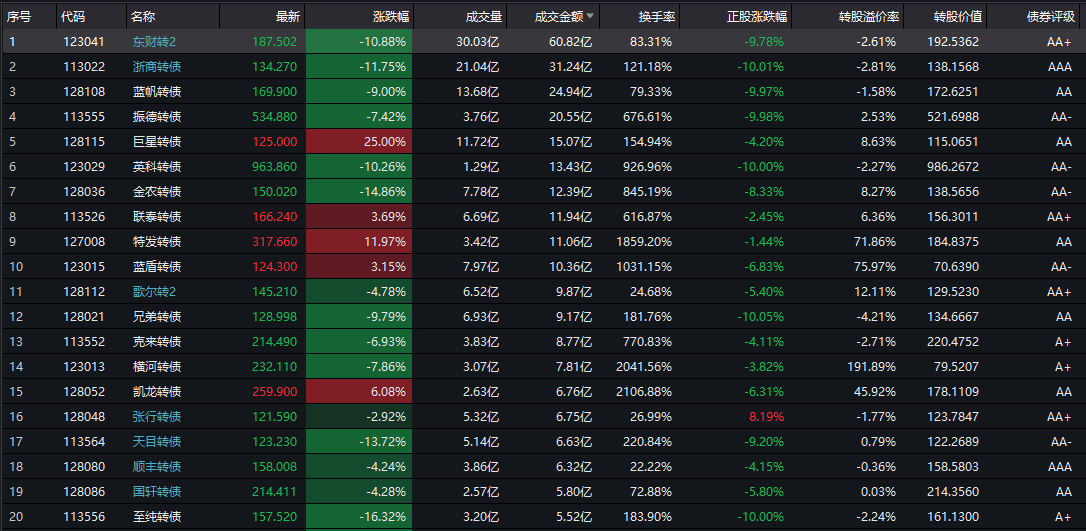 序号 代码 名称 最新 涨跌幅 成交量 成交金额 换手率 正股涨跌幅 转股溢价率 转股价值 债券评级
1 123041 东财转2 187.502 -10.88% 30.03亿 60.82亿 83.31% -9.78% -2.61% 192.5362 AA+
2 113022 浙商转债 134.270 -11.75% 21.04亿 31.24亿 121.18% -10.01% -2.81% 138.1568 AAA
3 128108 蓝帆转债 169.900 -9.00% 13.68亿 24.94亿 79.33% -9.97% -1.58% 172.6251 AA
4 113555 振德转债 534.880 -7.42% 3.76亿 20.55亿 676.61% -9.98% 2.53% 521.6988 AA-
5 128115 巨星转债 125.000 25.00% 11.72亿 15.07亿 154.94% -4.20% 8.63% 115.0651 AA
6 123029 英科转债 963.860 -10.26% 1.29亿 13.43亿 926.96% -10.00% -2.27% 986.2672 AA-
7 128036 金农转债 150.020 -14.86% 7.78亿 12.39亿 845.19% -8.33% 8.27% 138.5656 AA-
8 113526 联泰转债 166.240 3.69% 6.69亿 11.94亿 616.87% -2.45% 6.36% 156.3011 AA+
9 127008 特发转债 317.660 11.97% 3.42亿 11.06亿 1859.20% -1.44% 71.86% 184.8375 AA
10 123015 蓝盾转债 124.300 3.15% 7.97亿 10.36亿 1031.15% -6.83% 75.97% 70.6390 AA-
11 128112 歌尔转2 145.210 -4.78% 6.52亿 9.87亿 24.68% -5.40% 12.11% 129.5230 AA+
12 128021 兄弟转债 128.998 -9.79% 6.93亿 9.17亿 181.76% -10.05% -4.21% 134.6667 AA
13 113552 克来转债 214.490 -6.93% 3.83亿 8.77亿 770.83% -4.11% -2.71% 220.4752 A+
14 123013 横河转债 232.110 -7.86% 3.07亿 7.81亿 2041.56% -3.82% 191.89% 79.5207 A+
15 128052 凯龙转债 259.900 6.08% 2.63亿 6.76亿 2106.88% -6.31% 45.92% 178.1109 AA
16 128048 张行转债 121.590 -2.92% 5.32亿 6.75亿 26.99% 8.19% -1.77% 123.7847 AA+
17 113564 天目转债 123.230 -13.72% 5.14亿 6.63亿 220.84% -9.20% 0.79% 122.2689 AA-
18 128080 顺丰转债 158.008 -4.24% 3.86亿 6.32亿 22.22% -4.15% -0.36% 158.5803 AAA
19 128086 国轩转债 214.411 -4.28% 2.57亿 5.80亿 72.88% -5.80% 0.03% 214.3560 AA
20 113556 至纯转债 157.520 -16.32% 3.20亿 5.52亿 183.90% -10.00% -2.24% 161.1300 A+